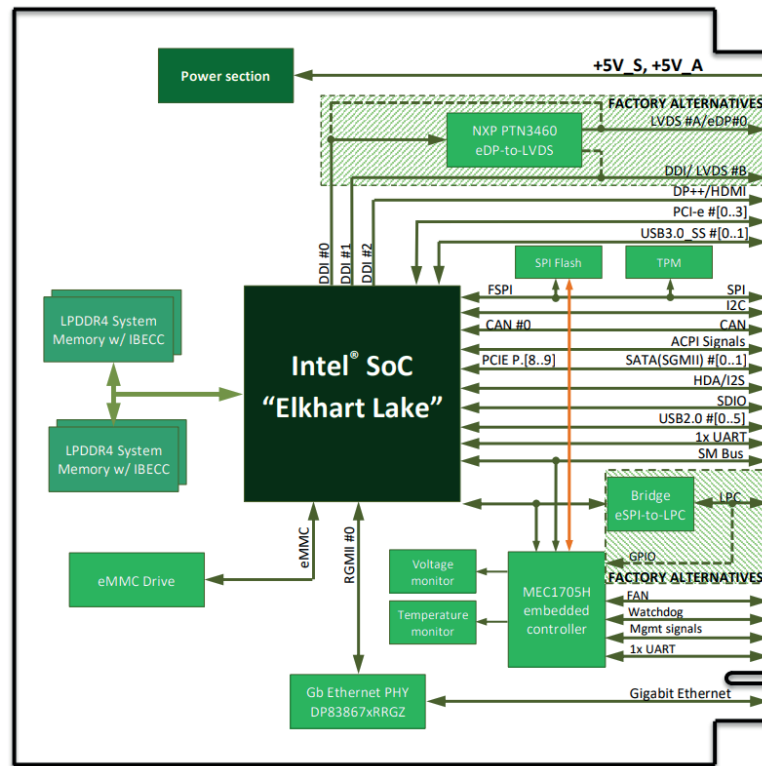 +5V_S, +5V_A
Power section
FACTORY ALTERNATIVES
LVDS #A/eDP#0
NXP PTN3460
eDP-to-LVDS
DDI/ LVDS #B
DP++/HDMI
PCI-e #[0..3]
USB3.0_SS #[0..1]
DDI #0
DDI #1
DDI #2
SPI Flash
TPM
FSPI
SPI
I2C
CAN #0
CAN
ACPI Signals
PCIE P.[8..9]
SATA(SGMII) #[0..1]
HDA/I2S
SDIO
USB2.0 #[0..5]
1x UART
SM Bus
LPDDR4 System
Memory w/ IBECC
Intel® SoC
“Elkhart Lake”
LPDDR4 System
Memory w/ IBECC
Bridge
eSPI-to-LPC
LPC
GPIO
FACTORY ALTERNATIVES
eMMC
RGMII #0
eMMC Drive
Voltage
monitor
Temperature
monitor
MEC1705H
embedded
controller
FAN
Watchdog
Mgmt signals
1x UART
Gb Ethernet PHY
DP83867xRRGZ
Gigabit Ethernet